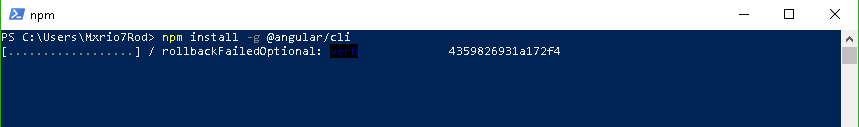 npm
PS C:\Users\Mxrio7Rod> npm install -g @angular/cli
[..................] / rollbackFailedOptional: verb 4359826931a172f4